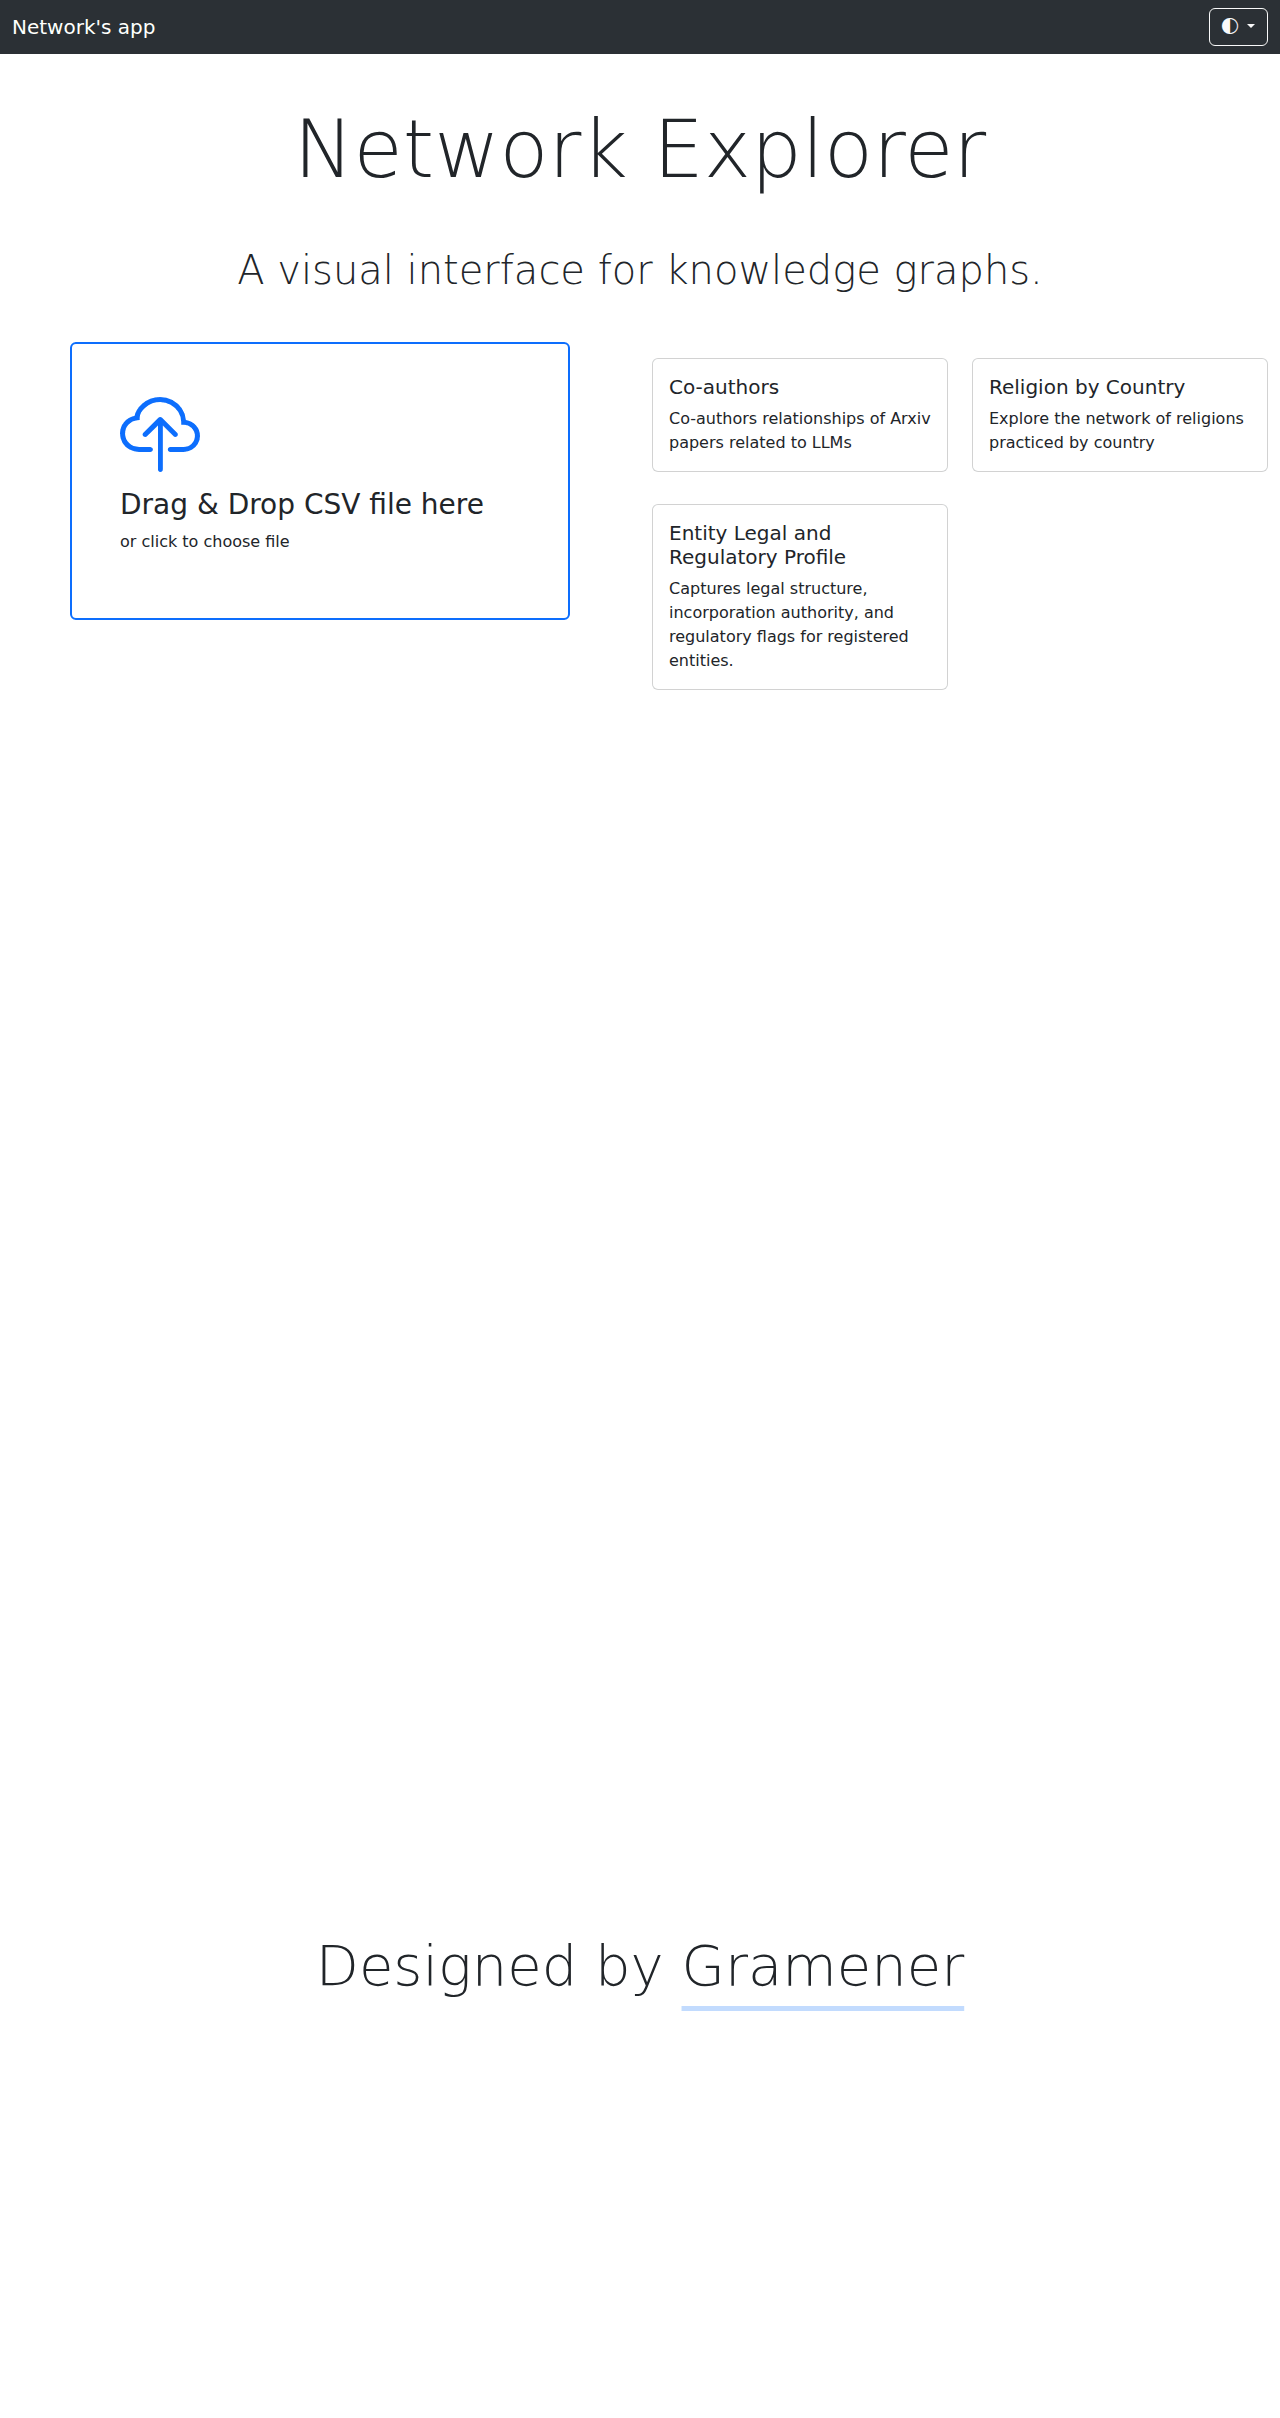 Network's app
Network Explorer
A visual interface for knowledge graphs.
Drag & Drop CSV file here
or click to choose file
Co-authors
Co-authors relationships of Arxiv
papers related to LLMs
Religion by Country
Explore the network of religions
practiced by country
Entity Legal and
Regulatory Profile
Captures legal structure,
incorporation authority, and
regulatory flags for registered
entities.
Designed by Gramener